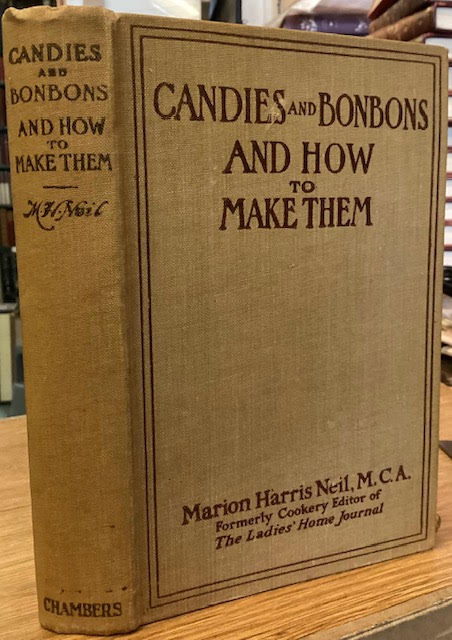 CANDIES
AND
BONBONS
AND HOW
TO
MAKE THEM
M. H. Neil
CHAMBERS
CANDIES AND BONBONS
AND HOW
TO
MAKE THEM
Marion Harris Neil, M.C.A.
Formerly Cookery Editor of
The Ladies' Home Journal